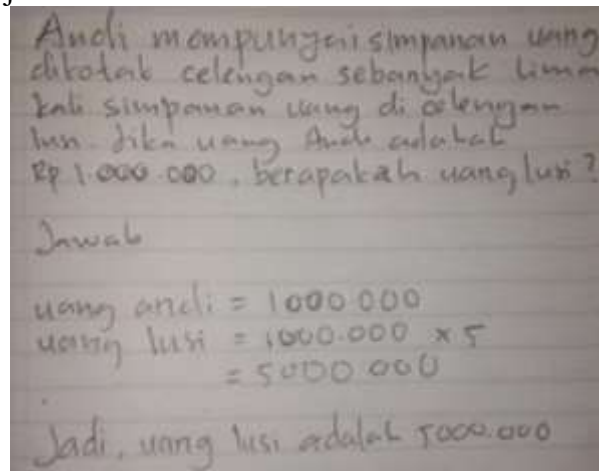 Andi mempunyai simpanan uang
dikotak celengan sebanyak lima
kali simpanan uang di celengan
lusi. Jika uang Andi adalah
Rp 1.000.000, berapakah uang lusi?
Jawab
uang andi = 1000 000
uang lusi = 1000.000 x 5
= 5000 000
Jadi, uang lusi adalah 5000.000